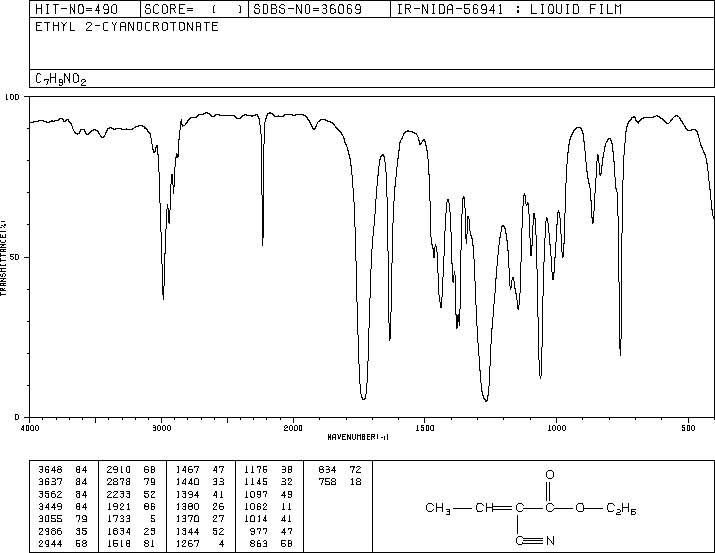 HIT-NO=490 SCORE= ( ) SDBS-NO=36069 IR-NIDA-56941 : LIQUID FILM
ETHYL 2-CYANOCROTONATE
C7H9NO2
100
TRANSMITTANCE(%)
50
0
4000 3000 2000 1500 1000 500
WAVENUMBER(-1)
3648 84 2910 68 1467 47 1176 38 834 72
3637 84 2878 79 1440 33 1145 32 758 18
3562 84 2233 52 1394 41 1097 49
3449 84 1921 86 1380 26 1062 11
3055 79 1733 5 1370 27 1014 41
2986 35 1634 23 1344 52 977 47
2944 58 1518 81 1267 4 863 58
O
CH3 CH C C O C2H5
C N